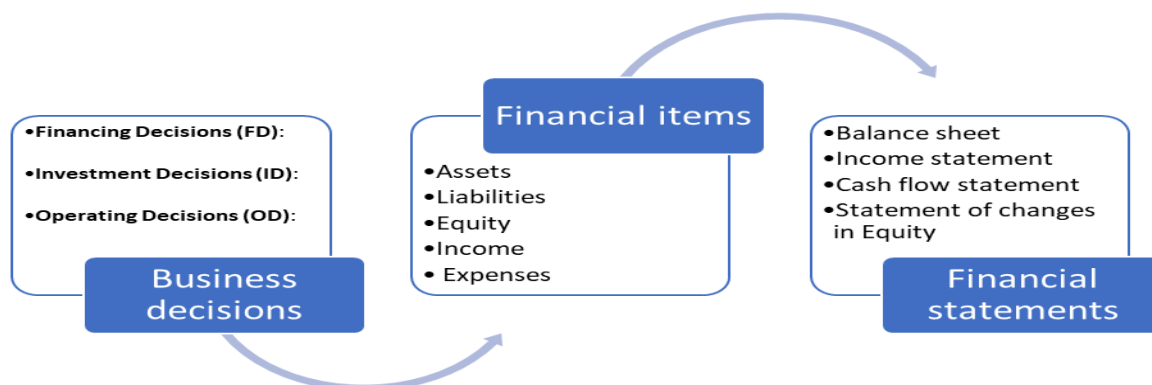 •Financing Decisions (FD):
•Investment Decisions (ID):
•Operating Decisions (OD):
Business
decisions
Financial items
•Assets
•Liabilities
•Equity
•Income
• Expenses
•Balance sheet
•Income statement
•Cash flow statement
•Statement of changes
in Equity
Financial
statements